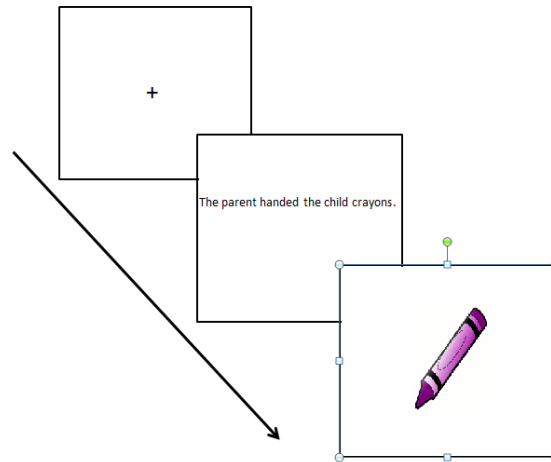 +
The parent handed the child crayons.